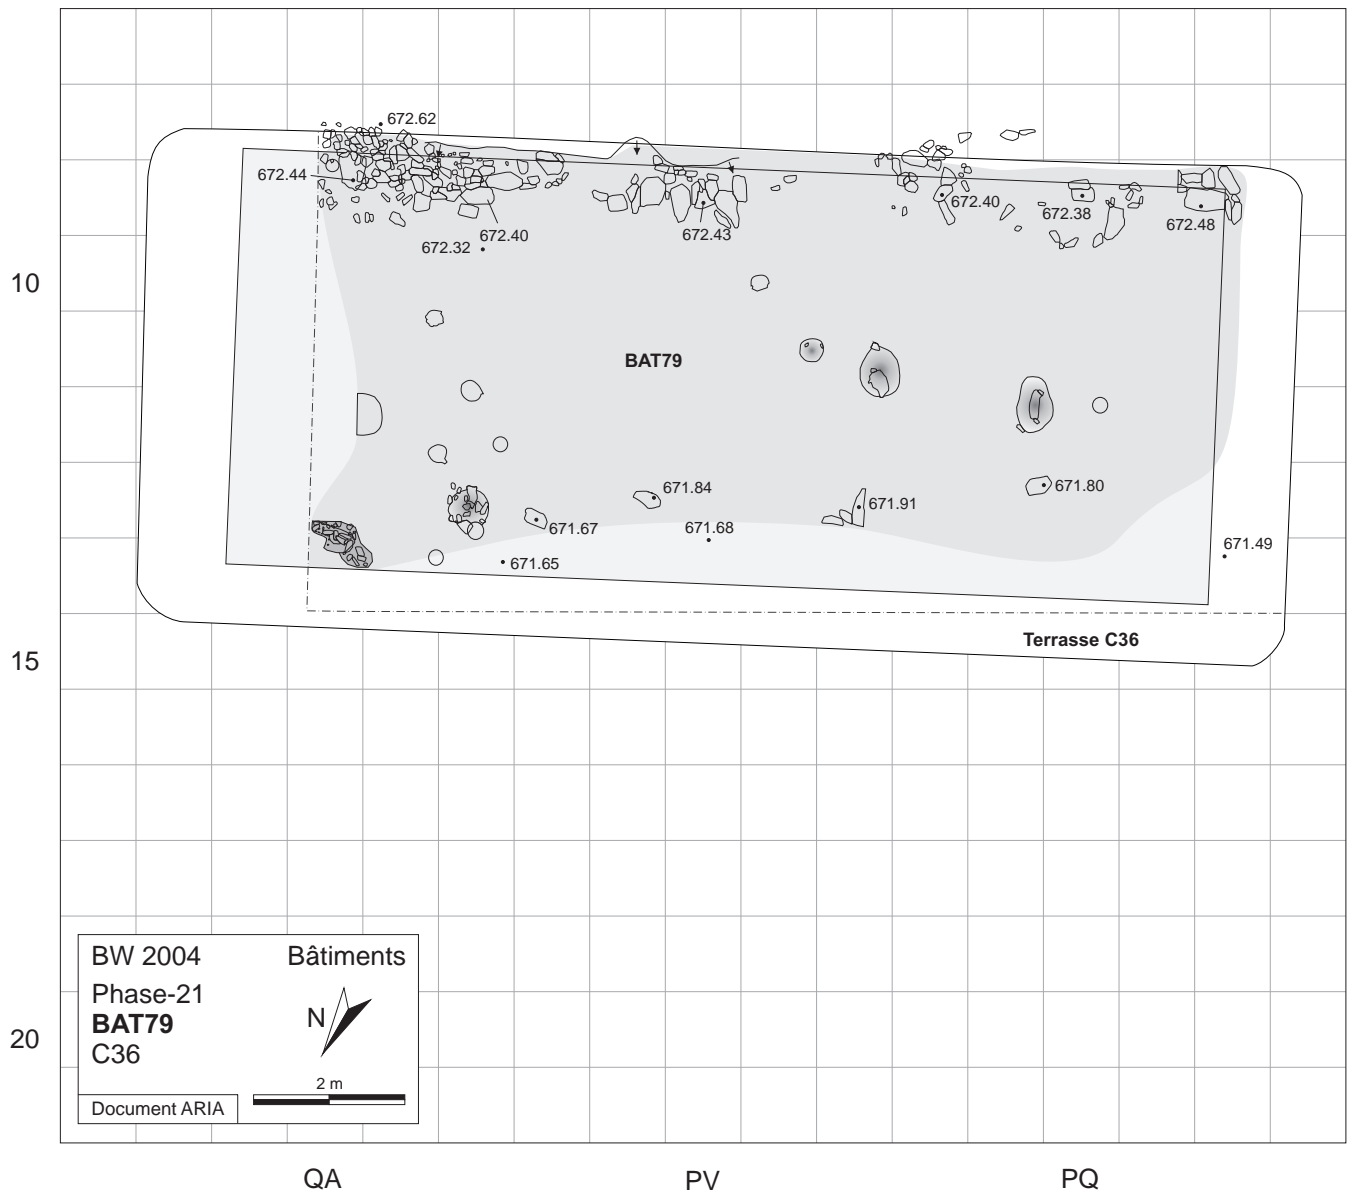 672.62
672.44
672.40
672.38
672.48
672.40
672.32
672.43
10
BAT79
671.84
671.80
671.91
671.67
671.68
671.49
671.65
Terrasse C36
15
BW 2004 Bâtiments
Phase-21
BAT79
C36
N
2 m
Document ARIA
20
QA PV PQ